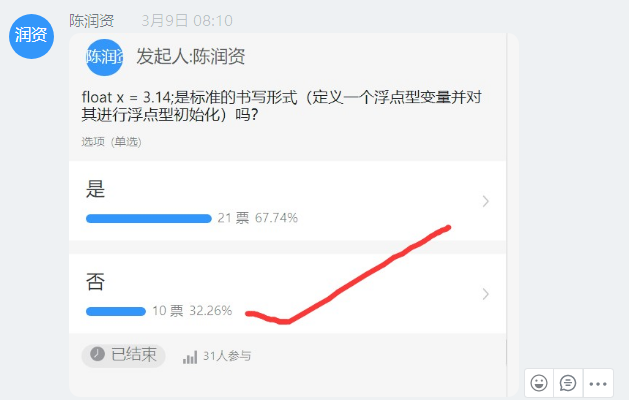 润资
陈润资 3月9日 08:10
陈润资
发起人:陈润资
float x = 3.14;是标准的书写形式（定义一个浮点型变量并对
其进行浮点型初始化）吗?
选项 (单选)
是
21 票 67.74%
否
10 票 32.26%
已结束
31人参与